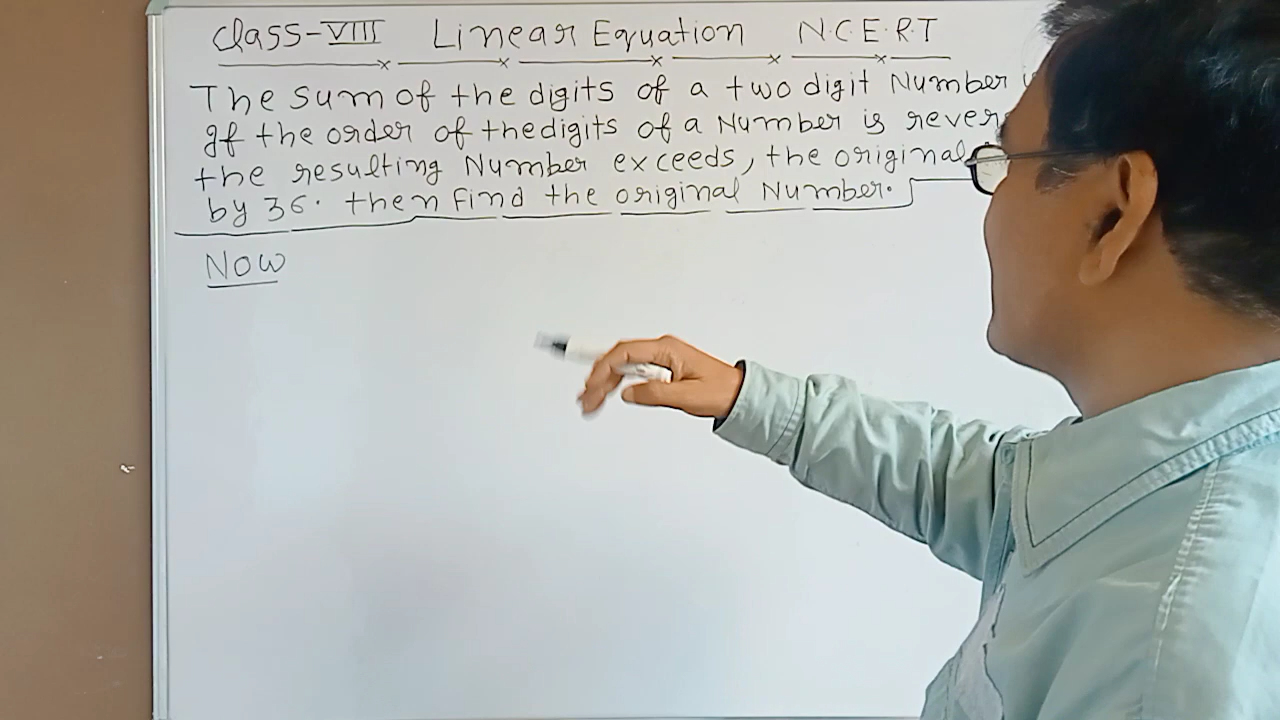 Class-VIII Linear Equation N.C.E.R.T
The sum of the digits of a two digit Number
If the order of the digits of a Number is revers
the resulting Number exceeds, the original
by 36. then find the original Number.
Now